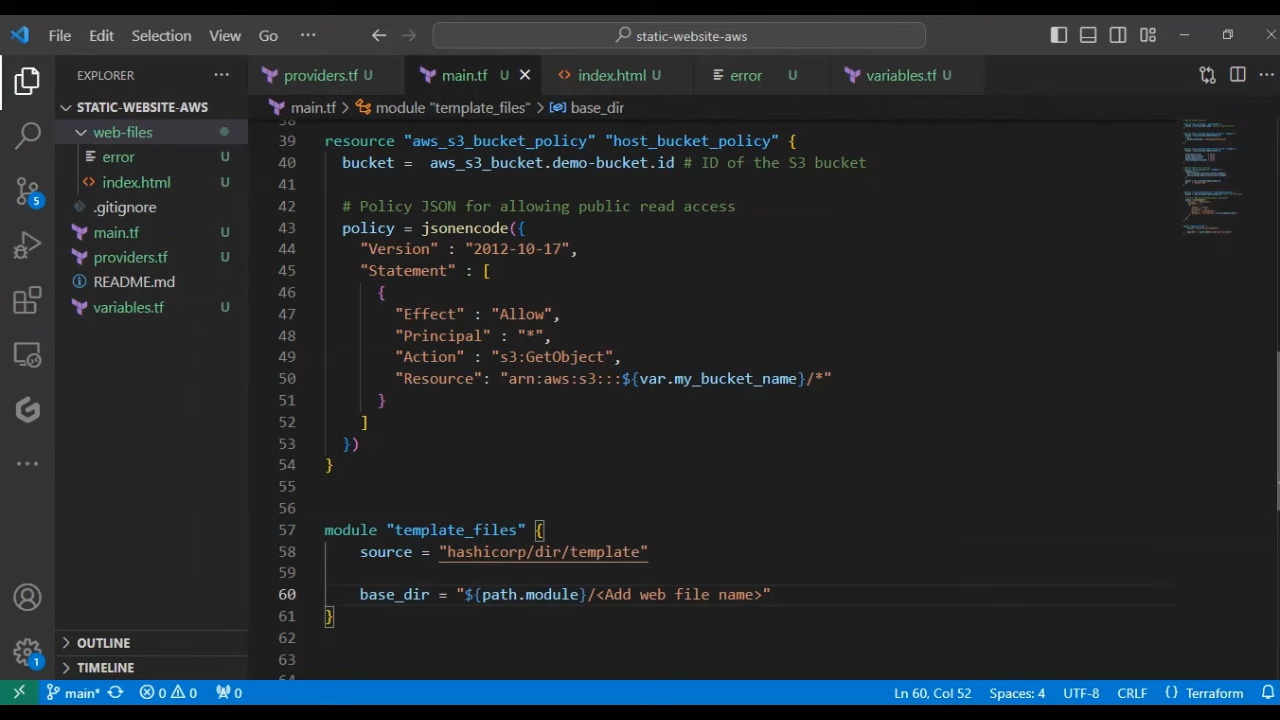 File Edit Selection View Go ··· static-website-aws
EXPLORER ···
providers.tf U main.tf U index.html U error U variables.tf U
STATIC-WEBSITE-AWS
main.tf > module "template_files" > base_dir
web-files
error U
index.html U
.gitignore
main.tf U
providers.tf U
README.md
variables.tf U
5
39 resource "aws_s3_bucket_policy" "host_bucket_policy" {
40 bucket =  aws_s3_bucket.demo-bucket.id # ID of the S3 bucket
41
42 # Policy JSON for allowing public read access
43 policy = jsonencode({
44 "Version" : "2012-10-17",
45 "Statement" : [
46 {
47 "Effect" : "Allow",
48 "Principal" : "*",
49 "Action" : "s3:GetObject",
50 "Resource": "arn:aws:s3:::${var.my_bucket_name}/*"
51 }
52 ]
53 })
54 }
55
56
57 module "template_files" {
58 source = "hashicorp/dir/template"
59
60 base_dir = "${path.module}/<Add web file name>"
61 }
62
63
OUTLINE
TIMELINE
1
main* 0 0 0 Ln 60, Col 52 Spaces: 4 UTF-8 CRLF {} Terraform